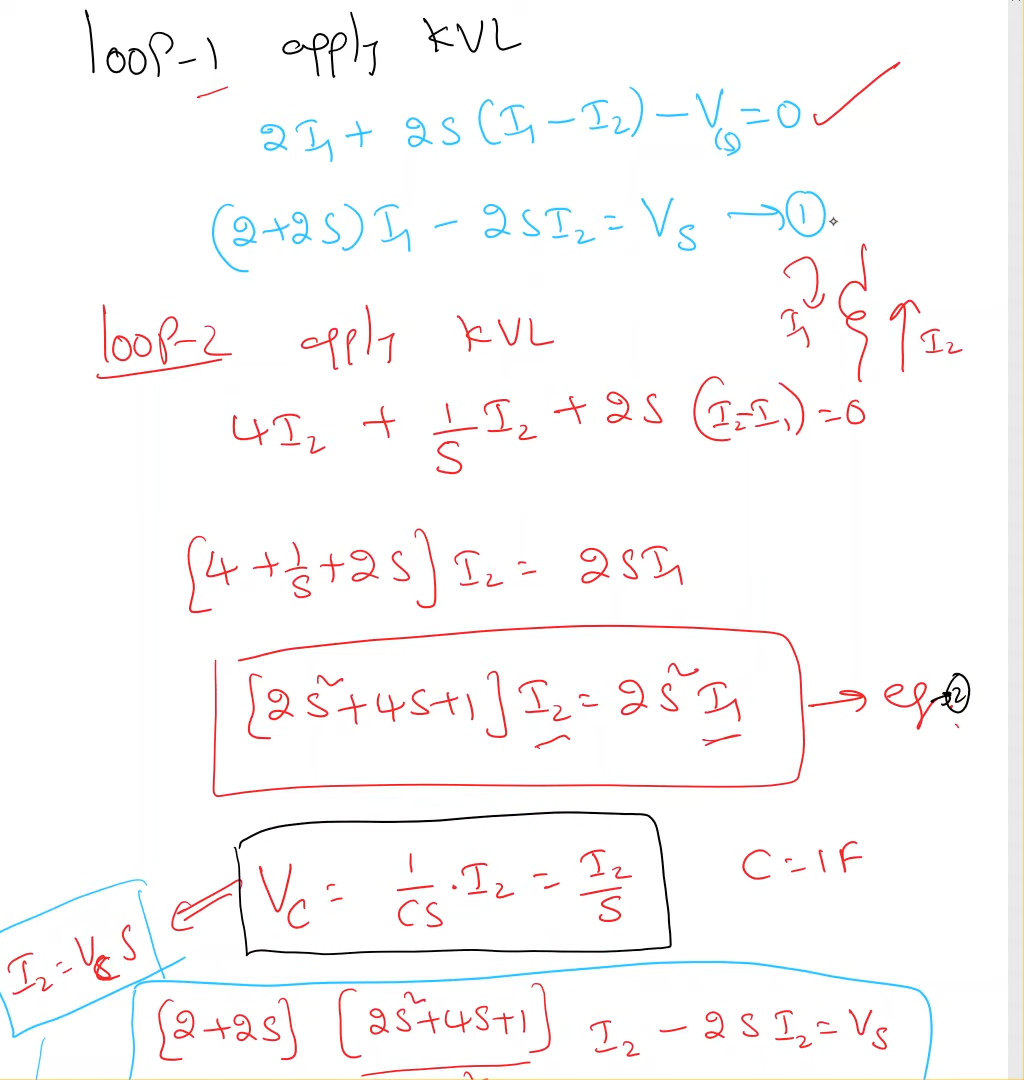 loop-1 apply KVL
2I₁ + 2S (I₁ - I₂) - V(s) = 0 ✓
(2+2S) I₁ - 2SI₂ = Vs → ①
I₁ I₂
loop-2 apply KVL
4I₂ + 1/S I₂ + 2S (I₂-I₁) = 0
[4 + 1/S + 2S] I₂ = 2SI₁
[2S²+4S+1] I₂ = 2S² I₁ → eq → ②
Vc = 1/CS · I₂ = I₂/S C = 1F
I₂ = Vc S
[2+2S] [2S²+4S+1] I₂ - 2S I₂ = Vs